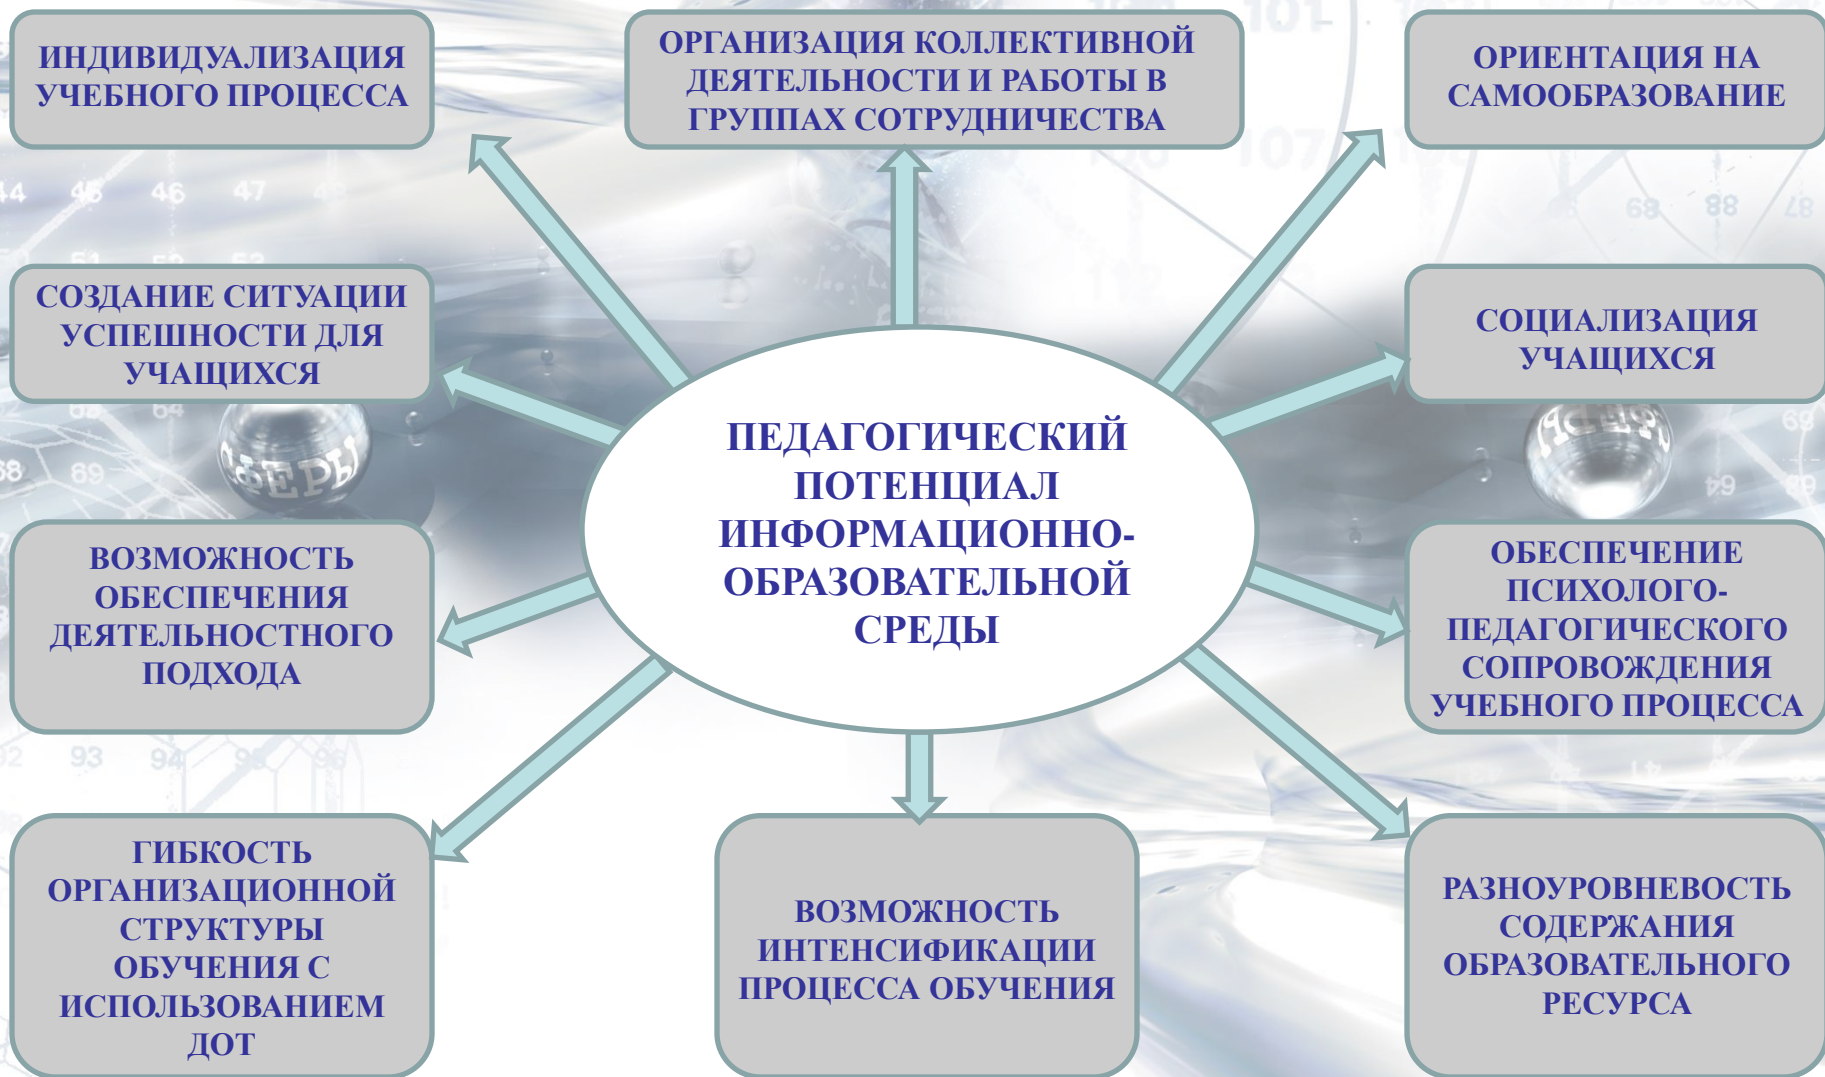 ИНДИВИДУАЛИЗАЦИЯ
УЧЕБНОГО ПРОЦЕССА
ОРГАНИЗАЦИЯ КОЛЛЕКТИВНОЙ
ДЕЯТЕЛЬНОСТИ И РАБОТЫ В
ГРУППАХ СОТРУДНИЧЕСТВА
ОРИЕНТАЦИЯ НА
САМООБРАЗОВАНИЕ
СОЗДАНИЕ СИТУАЦИИ
УСПЕШНОСТИ ДЛЯ
УЧАЩИХСЯ
СОЦИАЛИЗАЦИЯ
УЧАЩИХСЯ
ПЕДАГОГИЧЕСКИЙ
ПОТЕНЦИАЛ
ИНФОРМАЦИОННО-
ОБРАЗОВАТЕЛЬНОЙ
СРЕДЫ
ВОЗМОЖНОСТЬ
ОБЕСПЕЧЕНИЯ
ДЕЯТЕЛЬНОСТНОГО
ПОДХОДА
ОБЕСПЕЧЕНИЕ
ПСИХОЛОГО-
ПЕДАГОГИЧЕСКОГО
СОПРОВОЖДЕНИЯ
УЧЕБНОГО ПРОЦЕССА
ГИБКОСТЬ
ОРГАНИЗАЦИОННОЙ
СТРУКТУРЫ
ОБУЧЕНИЯ С
ИСПОЛЬЗОВАНИЕМ
ДОТ
ВОЗМОЖНОСТЬ
ИНТЕНСИФИКАЦИИ
ПРОЦЕССА ОБУЧЕНИЯ
РАЗНОУРОВНЕВОСТЬ
СОДЕРЖАНИЯ
ОБРАЗОВАТЕЛЬНОГО
РЕСУРСА